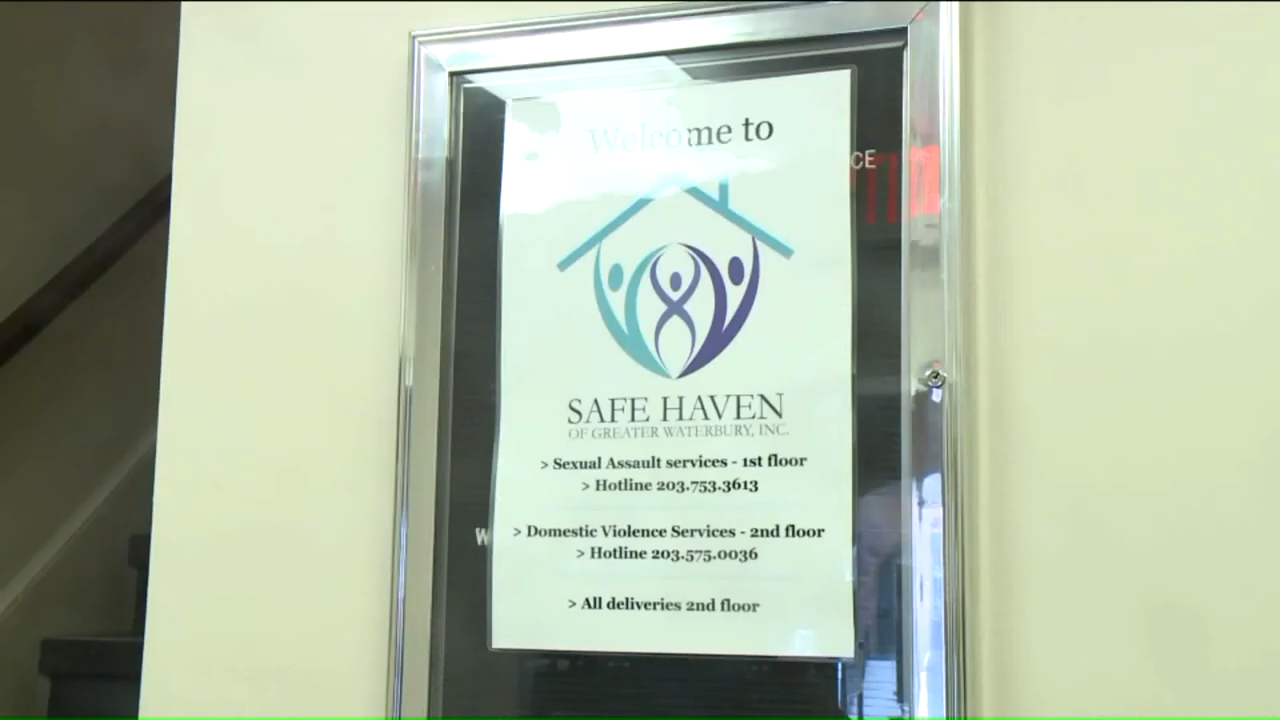 Welcome to
CE
SAFE HAVEN
OF GREATER WATERBURY, INC.
> Sexual Assault services - 1st floor
> Hotline 203.753.3613
W
> Domestic Violence Services - 2nd floor
> Hotline 203.575.0036
> All deliveries 2nd floor